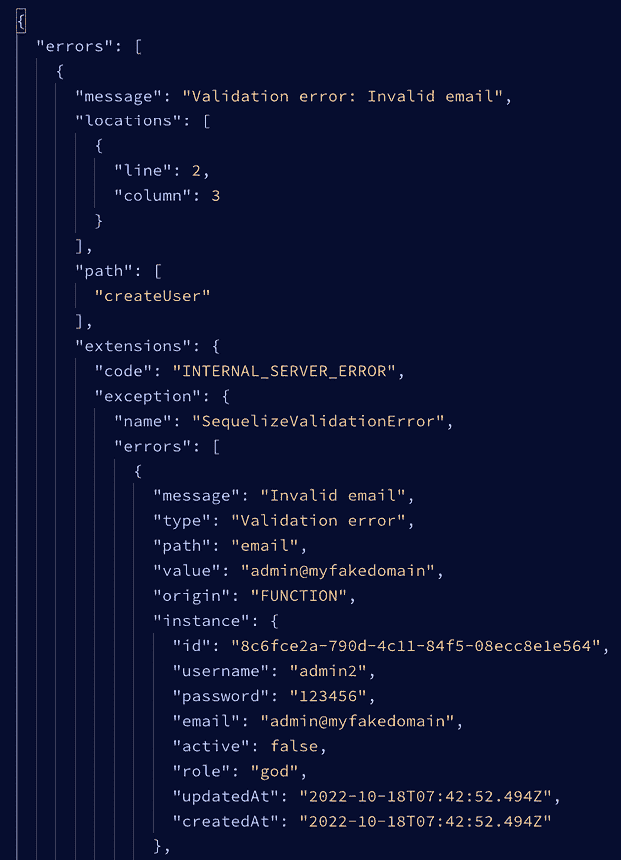 {
"errors": [
{
"message": "Validation error: Invalid email",
"locations": [
{
"line": 2,
"column": 3
}
],
"path": [
"createUser"
],
"extensions": {
"code": "INTERNAL_SERVER_ERROR",
"exception": {
"name": "SequelizeValidationError",
"errors": [
{
"message": "Invalid email",
"type": "Validation error",
"path": "email",
"value": "admin@myfakedomain",
"origin": "FUNCTION",
"instance": {
"id": "8c6fce2a-790d-4c11-84f5-08ecc8e1e564",
"username": "admin2",
"password": "123456",
"email": "admin@myfakedomain",
"active": false,
"role": "god",
"updatedAt": "2022-10-18T07:42:52.494Z",
"createdAt": "2022-10-18T07:42:52.494Z"
},